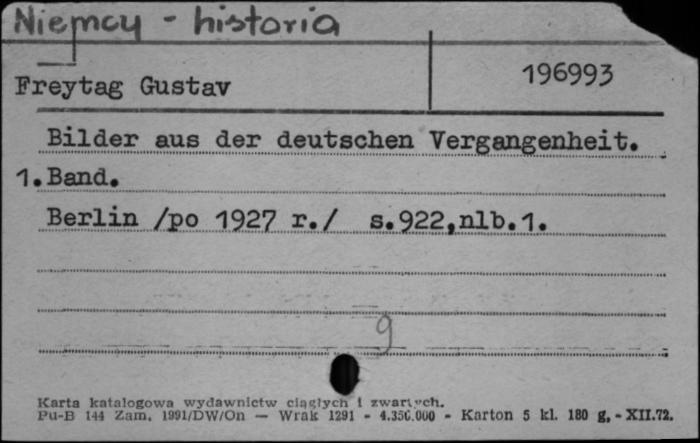 Niemcy - historia
Freytag Gustav 196993
Bilder aus der deutschen Vergangenheit.
1. Band.
Berlin /po 1927 r./ s.922,nlb.1.
9
Karta katalogowa wydawnictw ciągłych i zwartych.
Pu-B 144 Zam. 1991/DW/On — Wrak 1291 - 4.350.000 - Karton 5 kl. 180 g. - XII.72.